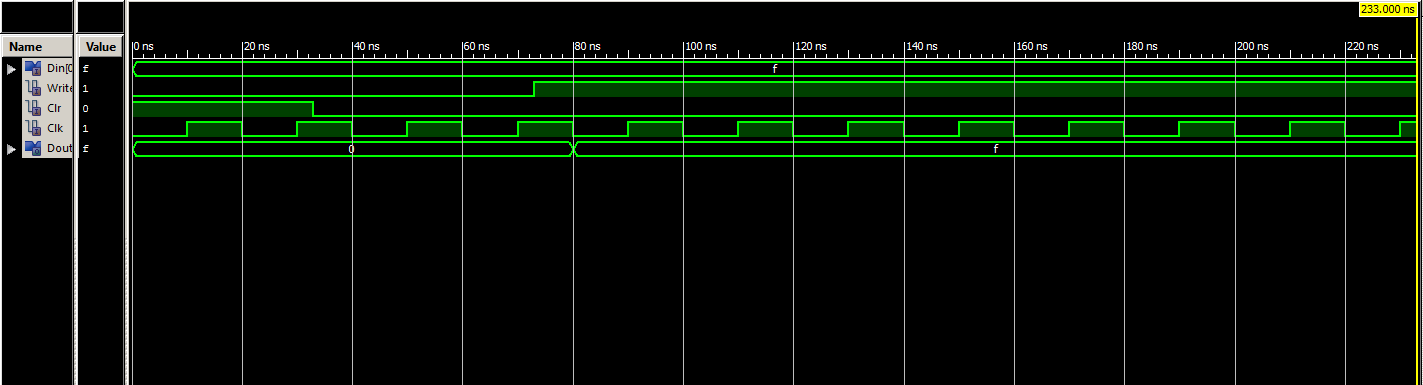 233.000 ns
Name Value 0 ns 20 ns 40 ns 60 ns 80 ns 100 ns 120 ns 140 ns 160 ns 180 ns 200 ns 220 ns
Din[0 f f
Write 1
Clr 0
Clk 1
Dout f 0 f